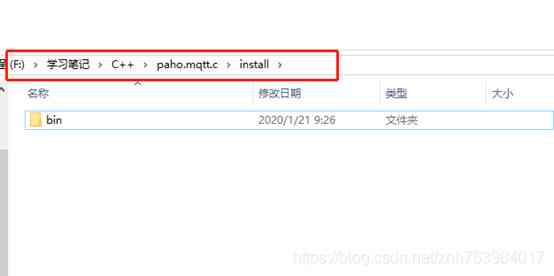 (F:) > 学习笔记 > C++ > paho.mqtt.c > install >
名称 修改日期 类型 大小
bin 2020/1/21 9:26 文件夹
https://blog.csdn.net/znh753984017